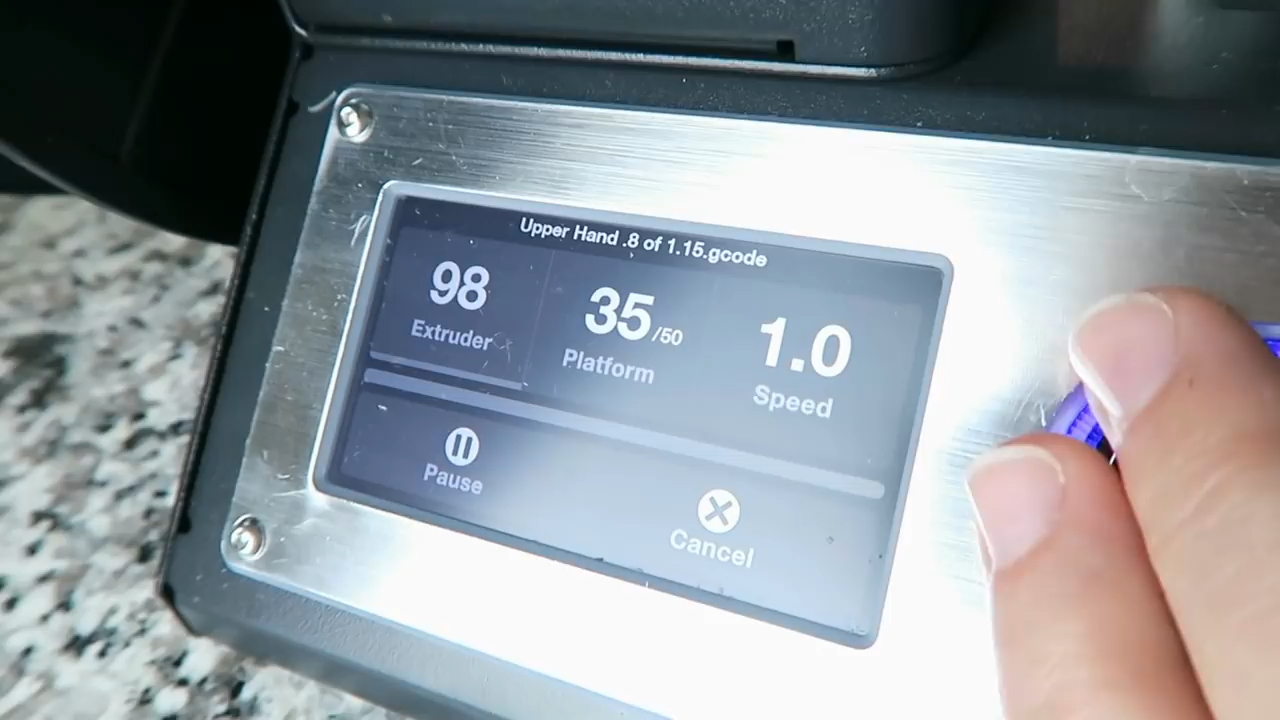 Upper Hand .8 of 1.15.gcode
98
Extruder
35/50
Platform
1.0
Speed
Pause
Cancel